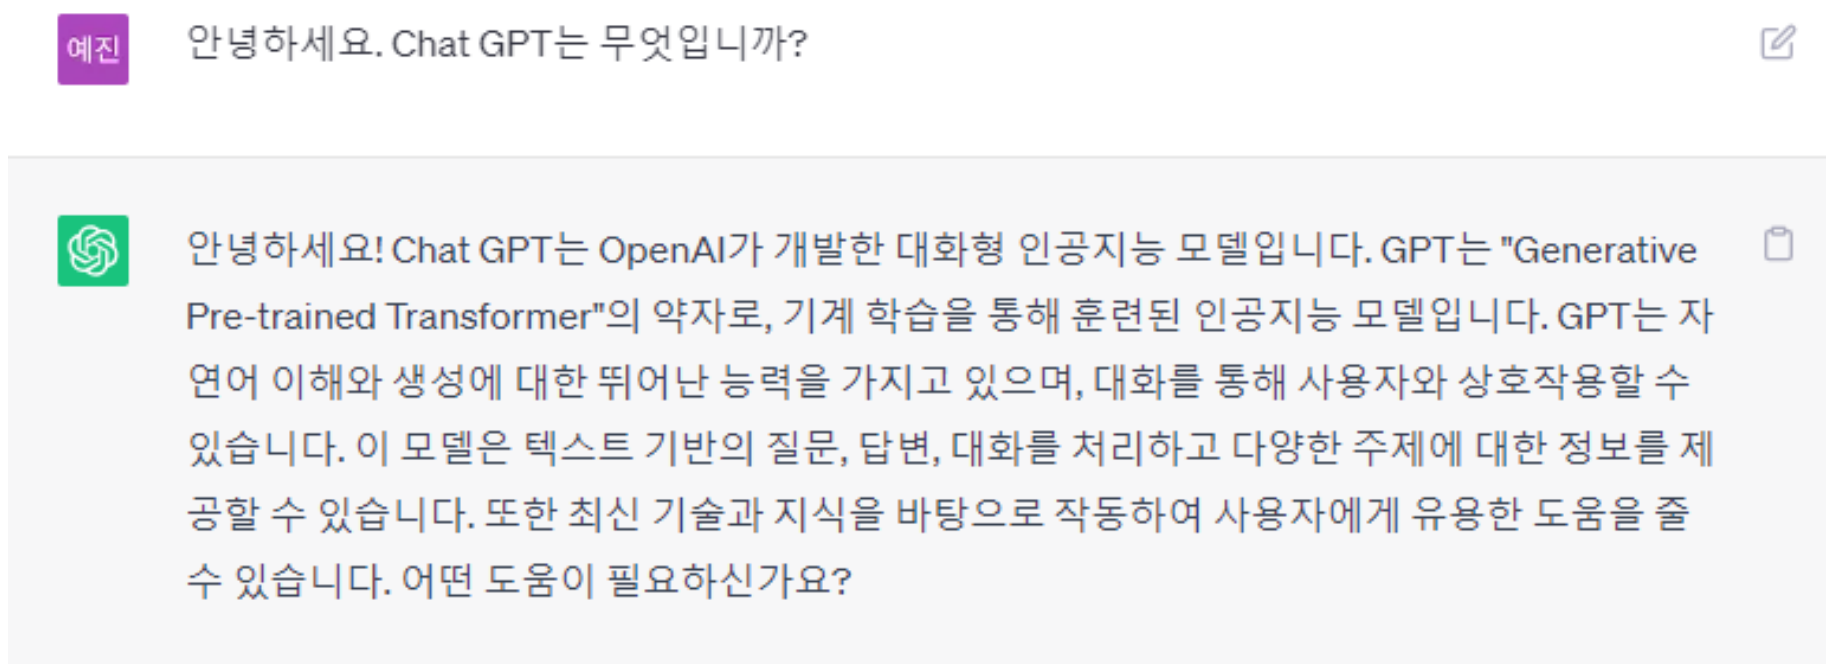 예진
안녕하세요. Chat GPT는 무엇입니까?
안녕하세요! Chat GPT는 OpenAI가 개발한 대화형 인공지능 모델입니다. GPT는 "Generative
Pre-trained Transformer"의 약자로, 기계 학습을 통해 훈련된 인공지능 모델입니다. GPT는 자
연어 이해와 생성에 대한 뛰어난 능력을 가지고 있으며, 대화를 통해 사용자와 상호작용할 수
있습니다. 이 모델은 텍스트 기반의 질문, 답변, 대화를 처리하고 다양한 주제에 대한 정보를 제
공할 수 있습니다. 또한 최신 기술과 지식을 바탕으로 작동하여 사용자에게 유용한 도움을 줄
수 있습니다. 어떤 도움이 필요하신가요?